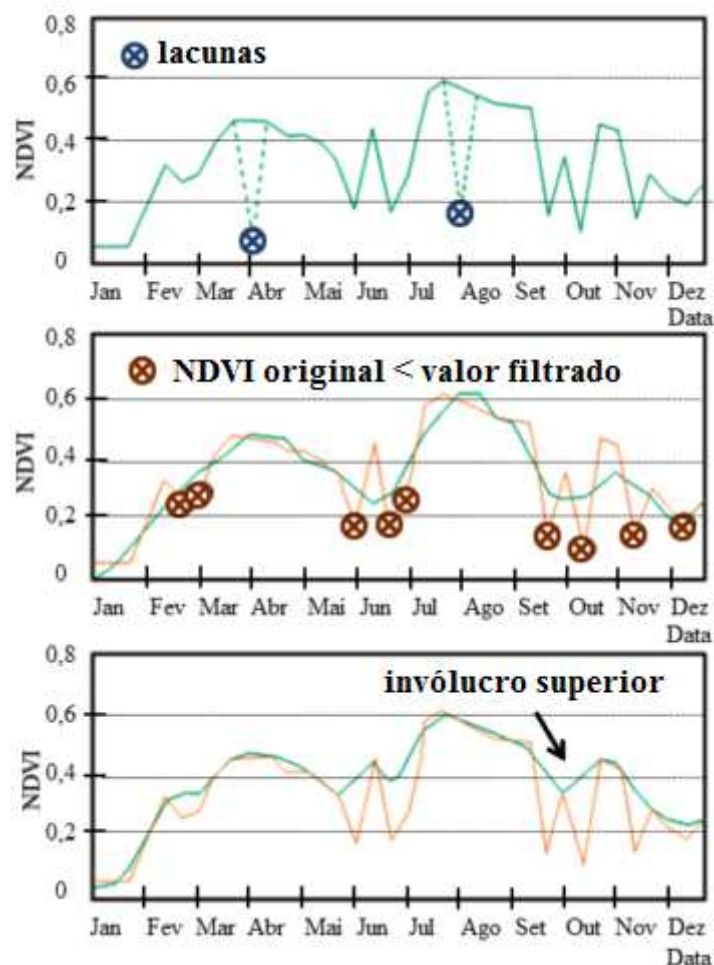 0,8
lacunas
0,6
NDVI
0,4
0,2
0
Jan Fev Mar Abr Mai Jun Jul Ago Set Out Nov Dez
Data
0,8
NDVI original < valor filtrado
0,6
NDVI
0,4
0,2
0
Jan Fev Mar Abr Mai Jun Jul Ago Set Out Nov Dez
Data
0,8
invólucro superior
0,6
NDVI
0,4
0,2
0
Jan Fev Mar Abr Mai Jun Jul Ago Set Out Nov Dez
Data